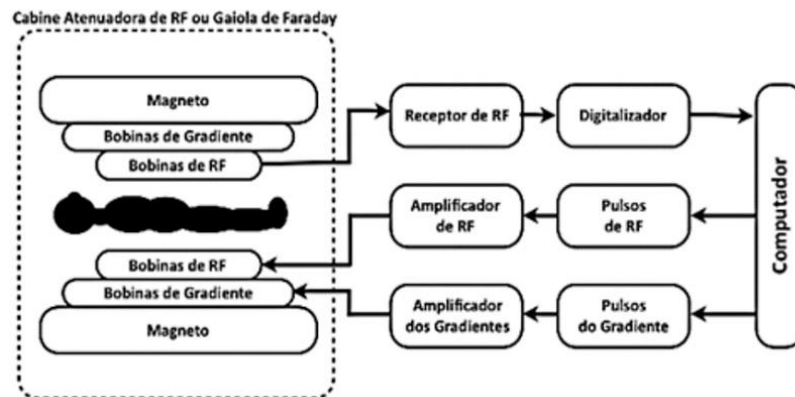 Cabine Atenuadora de RF ou Gaiola de Faraday
Magneto
Bobinas de Gradiente
Bobinas de RF
Receptor de RF
Digitalizador
Computador
Amplificador
de RF
Pulsos
de RF
Bobinas de RF
Bobinas de Gradiente
Magneto
Amplificador
dos Gradientes
Pulsos
do Gradiente